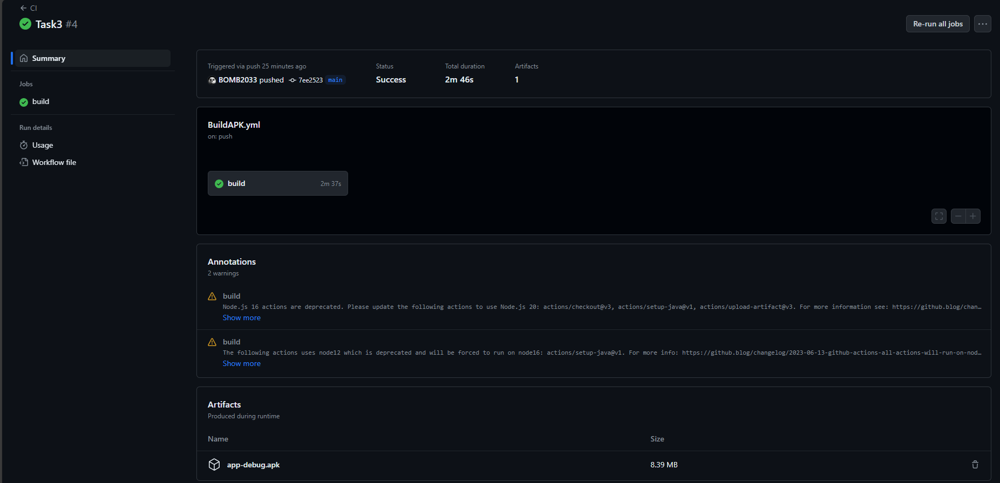 CI
Task3 #4
Re-run all jobs
Summary
Jobs
build
Run details
Usage
Workflow file
Triggered via push 25 minutes ago
BOMB2033 pushed 7ee2523 main
Status
Success
Total duration
2m 46s
Artifacts
1
BuildAPK.yml
on: push
build 2m 37s
Annotations
2 warnings
build
Node.js 16 actions are deprecated. Please update the following actions to use Node.js 20: actions/checkout@v3, actions/setup-java@v1, actions/upload-artifact@v3. For more information see: https://github.blog/chan…
Show more
build
The following actions uses node12 which is deprecated and will be forced to run on node16: actions/setup-java@v1. For more info: https://github.blog/changelog/2023-06-13-github-actions-all-actions-will-run-on-nod…
Show more
Artifacts
Produced during runtime
Name Size
app-debug.apk 8.39 MB